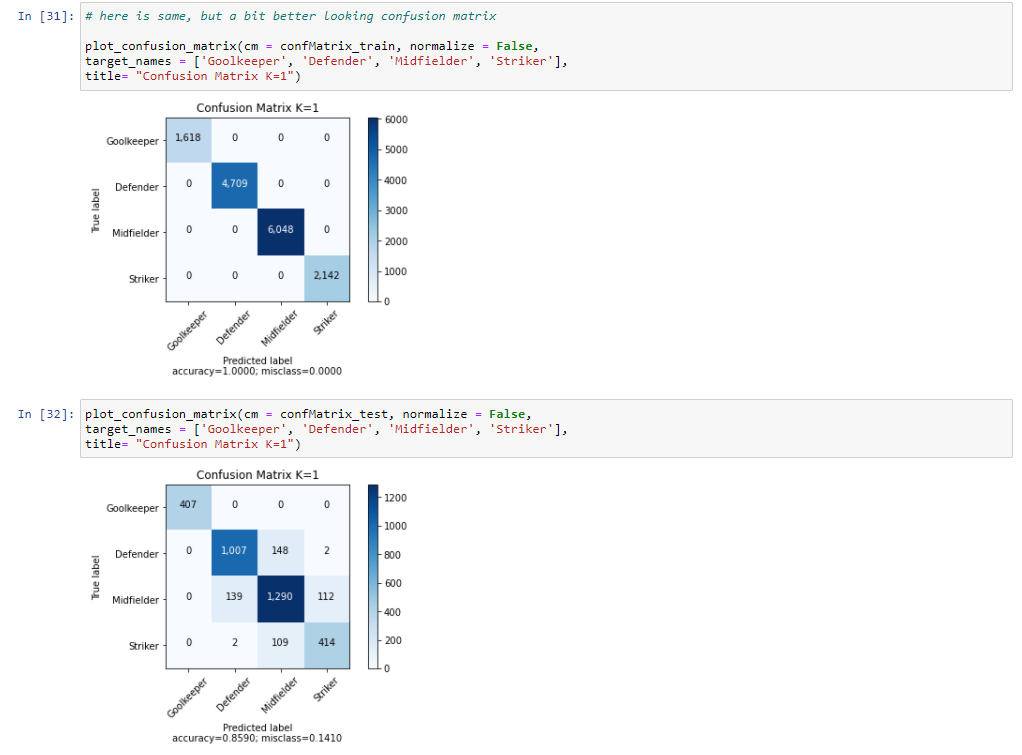 In [31]: # here is same, but a bit better looking confusion matrix
plot_confusion_matrix(cm = confMatrix_train, normalize = False,
target_names = ['Goolkeeper', 'Defender', 'Midfielder', 'Striker'],
title= "Confusion Matrix K=1")
Confusion Matrix K=1
6000
Goolkeeper 1,618 0 0 0
5000
Defender 0 4,709 0 0
4000
True label
3000
Midfielder 0 0 6,048 0
2000
Striker 0 0 0 2,142
1000
0
Goolkeeper Defender Midfielder Striker
Predicted label
accuracy=1.0000; misclass=0.0000
In [32]: plot_confusion_matrix(cm = confMatrix_test, normalize = False,
target_names = ['Goolkeeper', 'Defender', 'Midfielder', 'Striker'],
title= "Confusion Matrix K=1")
Confusion Matrix K=1
1200
Goolkeeper 407 0 0 0
1000
Defender 0 1,007 148 2
800
True label
600
Midfielder 0 139 1,290 112
400
Striker 0 2 109 414
200
0
Goolkeeper Defender Midfielder Striker
Predicted label
accuracy=0.8590; misclass=0.1410